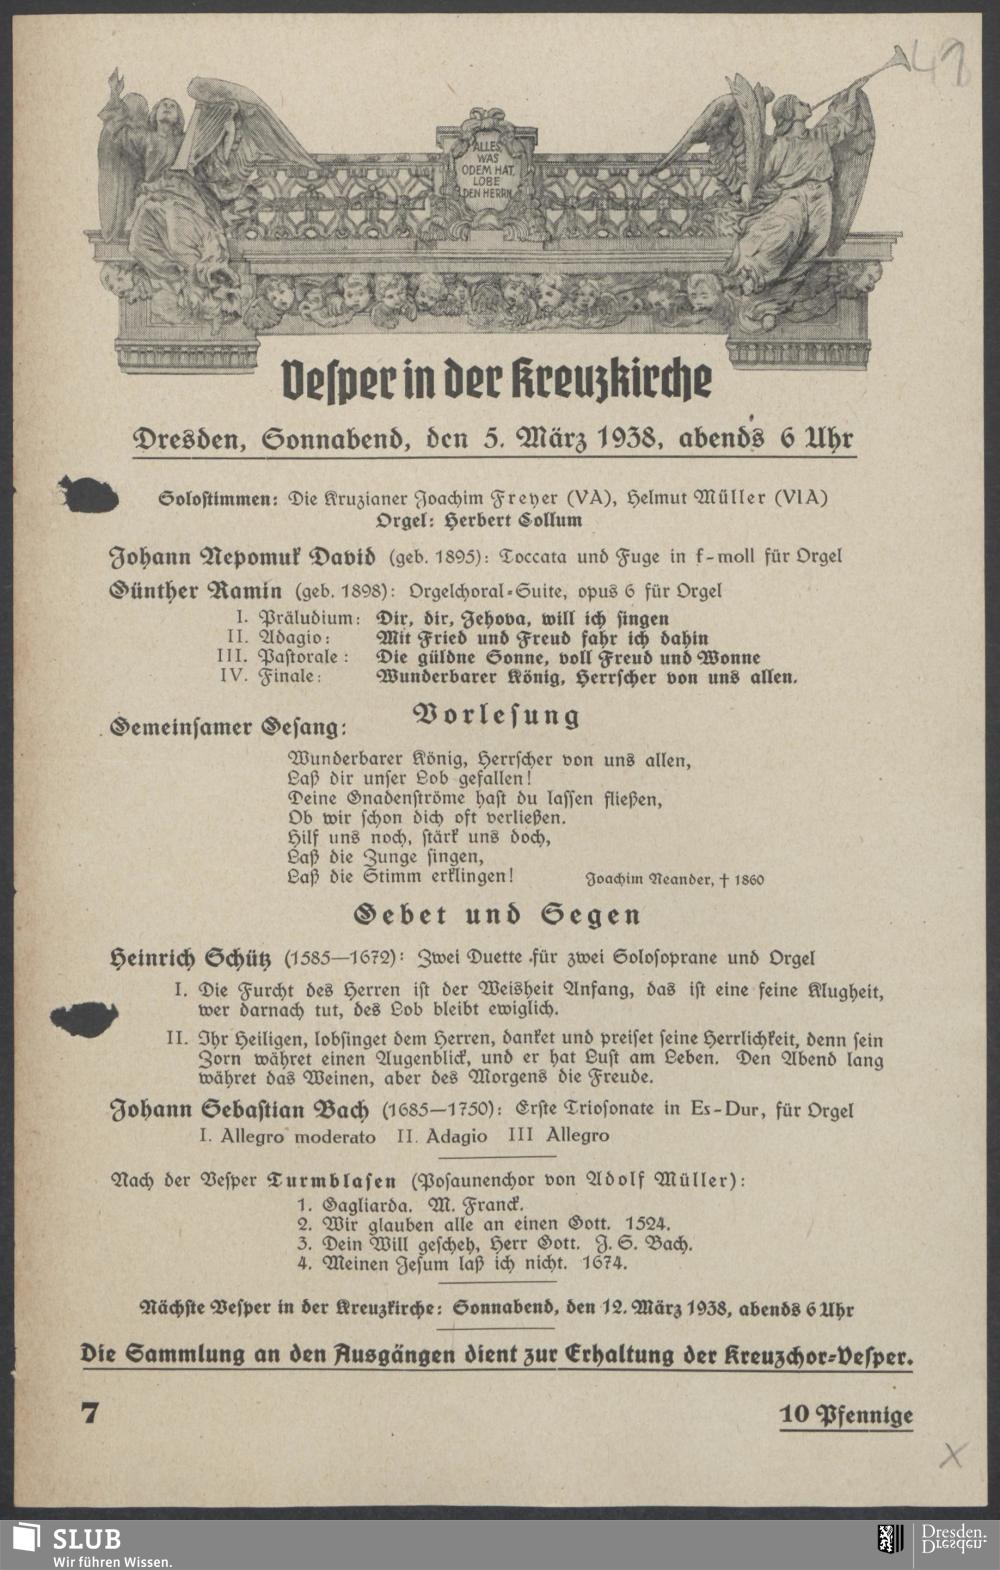 49
ALLES,
WAS
ODEM HAT,
LOBE
DEN HERRN
Vesper in der Kreuzkirche
Dresden, Sonnabend, den 5. März 1938, abends 6 Uhr
Solostimmen: Die Kruzianer Joachim Freyer (VA), Helmut Müller (VIA)
Orgel: Herbert Collum
Johann Nepomuk David (geb. 1895): Toccata und Fuge in f-moll für Orgel
Günther Ramin (geb. 1898): Orgelchoral-Suite, opus 6 für Orgel
I. Präludium: Dir, dir, Jehova, will ich singen
II. Adagio: Mit Fried und Freud fahr ich dahin
III. Pastorale: Die güldne Sonne, voll Freud und Wonne
IV. Finale: Wunderbarer König, Herrscher von uns allen.
Vorlesung
Gemeinsamer Gesang:
Wunderbarer König, Herrscher von uns allen,
Laß dir unser Lob gefallen!
Deine Gnadenströme hast du lassen fließen,
Ob wir schon dich oft verließen.
Hilf uns noch, stärk uns doch,
Laß die Zunge singen,
Laß die Stimm erklingen! Joachim Neander, † 1860
Gebet und Segen
Heinrich Schütz (1585—1672): Zwei Duette für zwei Solosoprane und Orgel
I. Die Furcht des Herren ist der Weisheit Anfang, das ist eine feine Klugheit,
wer darnach tut, des Lob bleibt ewiglich.
II. Ihr Heiligen, lobsinget dem Herren, danket und preiset seine Herrlichkeit, denn sein
Zorn währet einen Augenblick, und er hat Lust am Leben. Den Abend lang
währet das Weinen, aber des Morgens die Freude.
Johann Sebastian Bach (1685—1750): Erste Triosonate in Es-Dur, für Orgel
I. Allegro moderato II. Adagio III Allegro
Nach der Vesper Turmblasen (Posaunenchor von Adolf Müller):
1. Gagliarda. M. Franck.
2. Wir glauben alle an einen Gott. 1524.
3. Dein Will gescheh, Herr Gott. J. S. Bach.
4. Meinen Jesum laß ich nicht. 1674.
Nächste Vesper in der Kreuzkirche: Sonnabend, den 12. März 1938, abends 6 Uhr
Die Sammlung an den Ausgängen dient zur Erhaltung der Kreuzchor-Vesper.
7 10 Pfennige
x
SLUB
Wir führen Wissen.
Dresden.
Dresden.